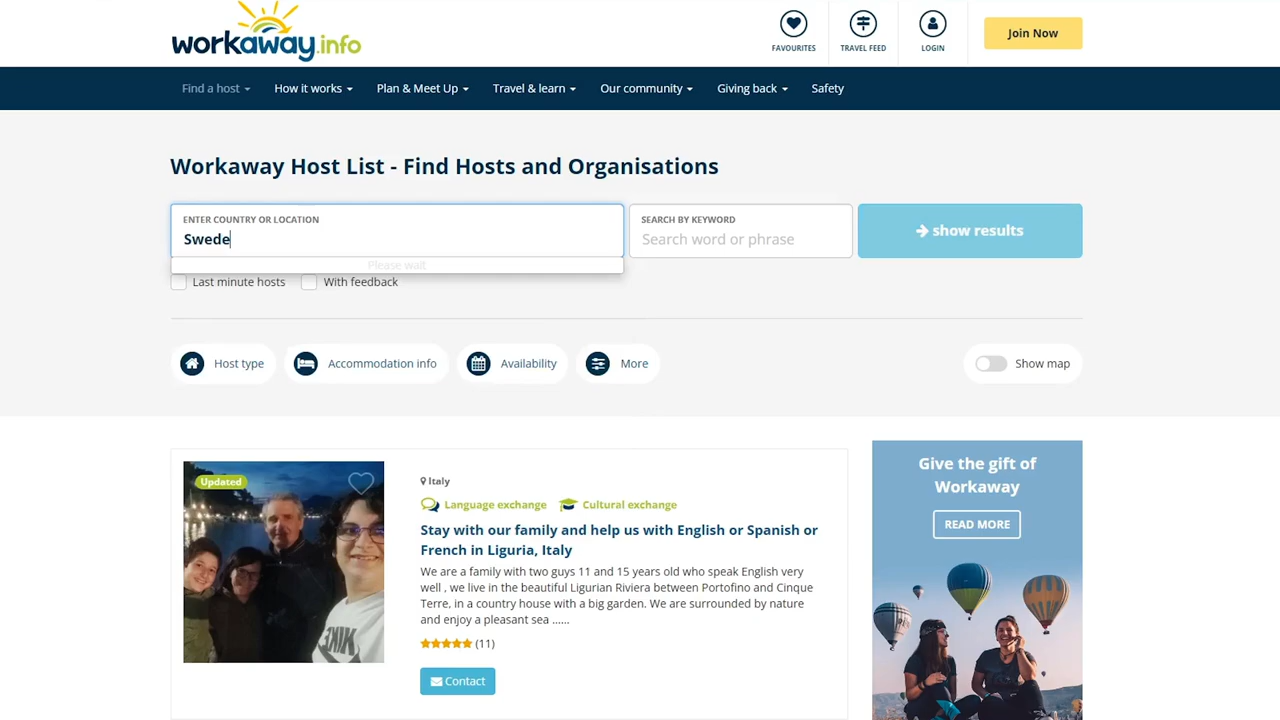 workaway.info
FAVOURITES
TRAVEL FEED
LOGIN
Join Now
Find a host
How it works
Plan & Meet Up
Travel & learn
Our community
Giving back
Safety
Workaway Host List - Find Hosts and Organisations
ENTER COUNTRY OR LOCATION
Swede
SEARCH BY KEYWORD
Search word or phrase
show results
Please wait
Last minute hosts
With feedback
Host type
Accommodation info
Availability
More
Show map
Updated
Italy
Language exchange
Cultural exchange
Stay with our family and help us with English or Spanish or
French in Liguria, Italy
We are a family with two guys 11 and 15 years old who speak English very
well , we live in the beautiful Ligurian Riviera between Portofino and Cinque
Terre, in a country house with a big garden. We are surrounded by nature
and enjoy a pleasant sea ......
(11)
Contact
Give the gift of
Workaway
READ MORE